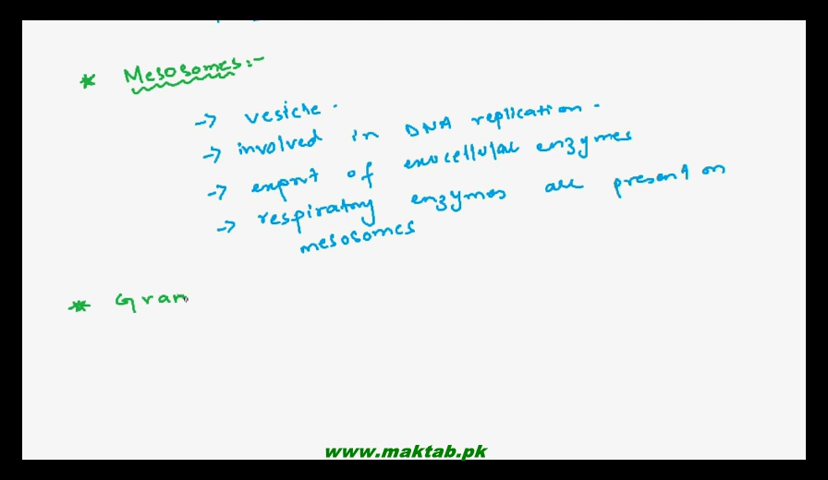 * Mesosomes:-
→ vesicle.
→ involved in DNA replication.
→ export of exocellular enzymes
→ respiratory enzymes are present on
mesosomes
* Gran
www.maktab.pk